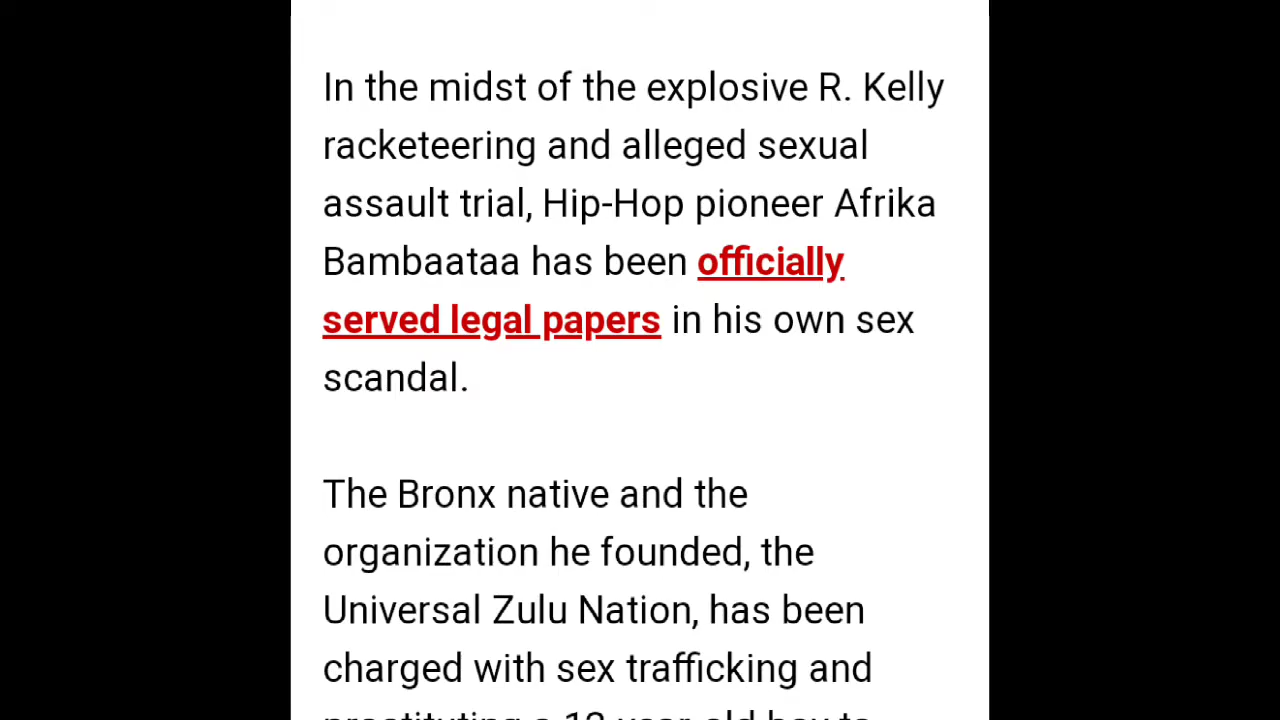 In the midst of the explosive R. Kelly
racketeering and alleged sexual
assault trial, Hip-Hop pioneer Afrika
Bambaataa has been officially
served legal papers in his own sex
scandal.
The Bronx native and the
organization he founded, the
Universal Zulu Nation, has been
charged with sex trafficking and